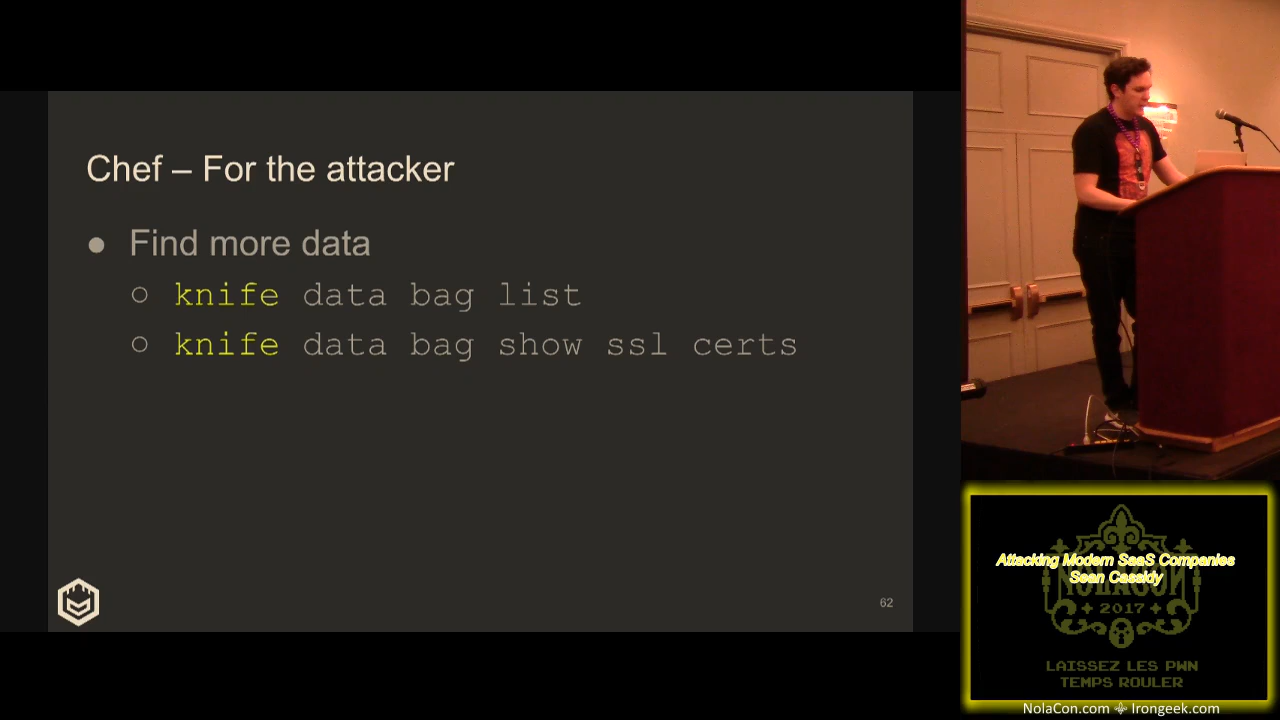 Chef – For the attacker
● Find more data
○ knife data bag list
○ knife data bag show ssl certs
62
Attacking Modern SaaS Companies
Sean Cassidy
NOLACON
2017
LAISSEZ LES PWN
TEMPS ROULER
NolaCon.com ⚜ Irongeek.com